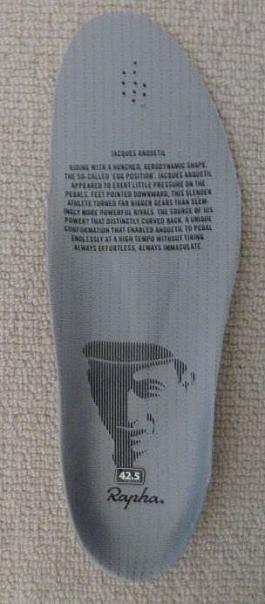 JACQUES ANQUETIL
RIDING WITH A HUNCHED, AERODYNAMIC SHAPE,
THE SO-CALLED 'EGG POSITION', JACQUES ANQUETIL
APPEARED TO EXERT LITTLE PRESSURE ON THE
PEDALS. FEET POINTED DOWNWARD, THIS SLENDER
ATHLETE TURNED FAR BIGGER GEARS THAN SEEM-
INGLY MORE POWERFUL RIVALS. THE SOURCE OF HIS
POWER? THAT DISTINCTLY CURVED BACK. A UNIQUE
CONFORMATION THAT ENABLED ANQUETIL TO PEDAL
ENDLESSLY AT A HIGH TEMPO WITHOUT TIRING.
ALWAYS EFFORTLESS, ALWAYS IMMACULATE.
42.5
Rapha.